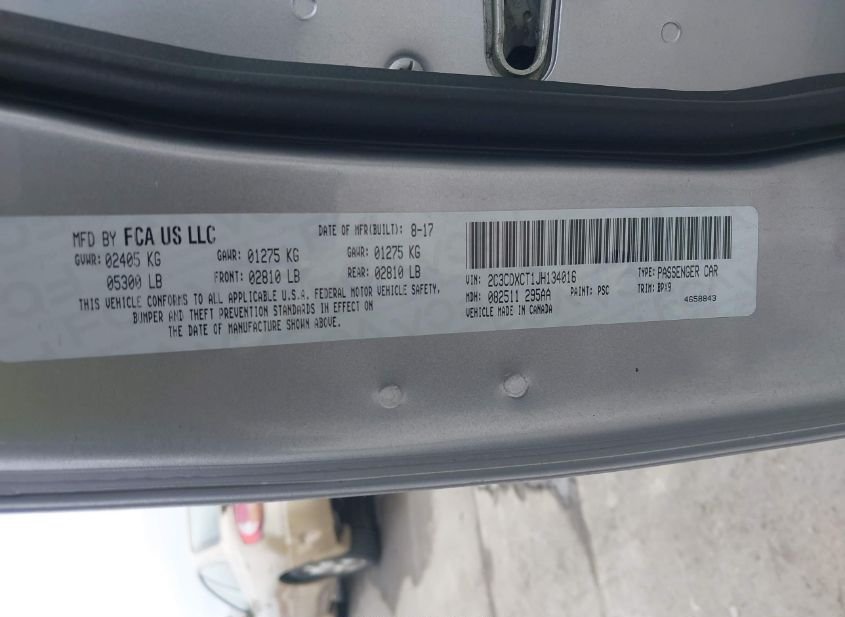 MFD BY FCA US LLC DATE OF MFR(BUILT): 8-17
GVWR: 02405 KG GAWR: 01275 KG GAWR: 01275 KG
05300 LB FRONT: 02810 LB REAR: 02810 LB
THIS VEHICLE CONFORMS TO ALL APPLICABLE U.S.A. FEDERAL MOTOR VEHICLE SAFETY,
BUMPER AND THEFT PREVENTION STANDARDS IN EFFECT ON
THE DATE OF MANUFACTURE SHOWN ABOVE.
VIN: 2C3CDXCT1JH134016 TYPE: PASSENGER CAR
MDH: 082511 295AA PAINT: PSC TRIM: BPX9
VEHICLE MADE IN CANADA 4658843